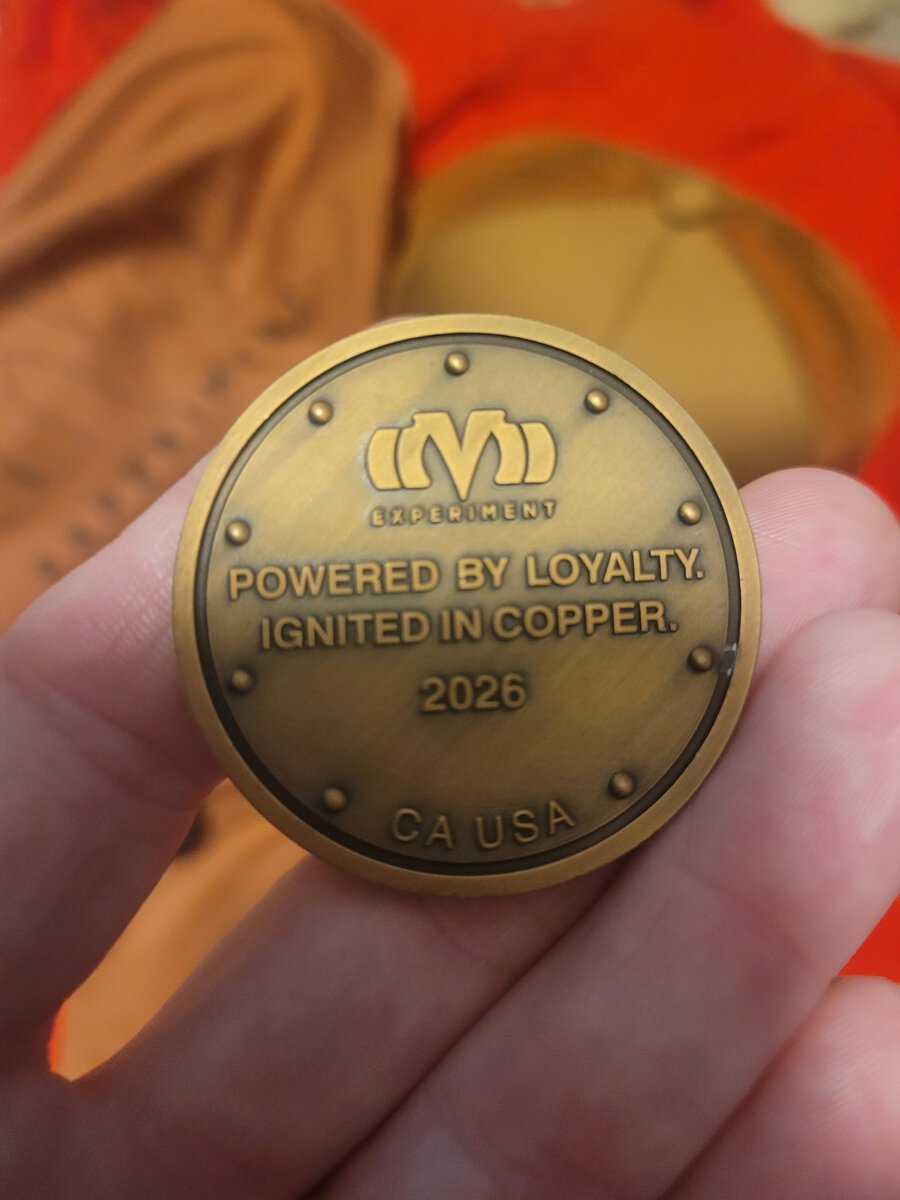 M
EXPERIMENT
POWERED BY LOYALTY.
IGNITED IN COPPER.
2026
CA USA